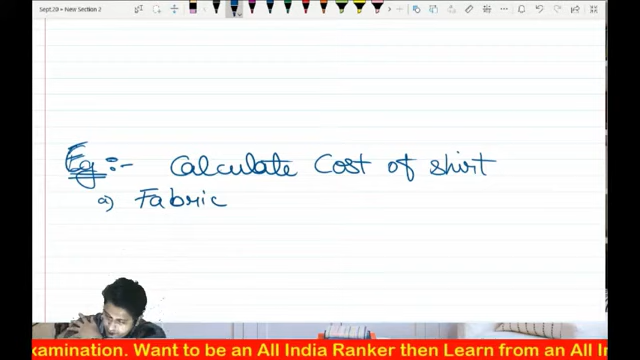 Sept.20 - New Section 2
Eg :- Calculate Cost of shirt
a) Fabric
xamination. Want to be an All India Ranker then Learn from an All In